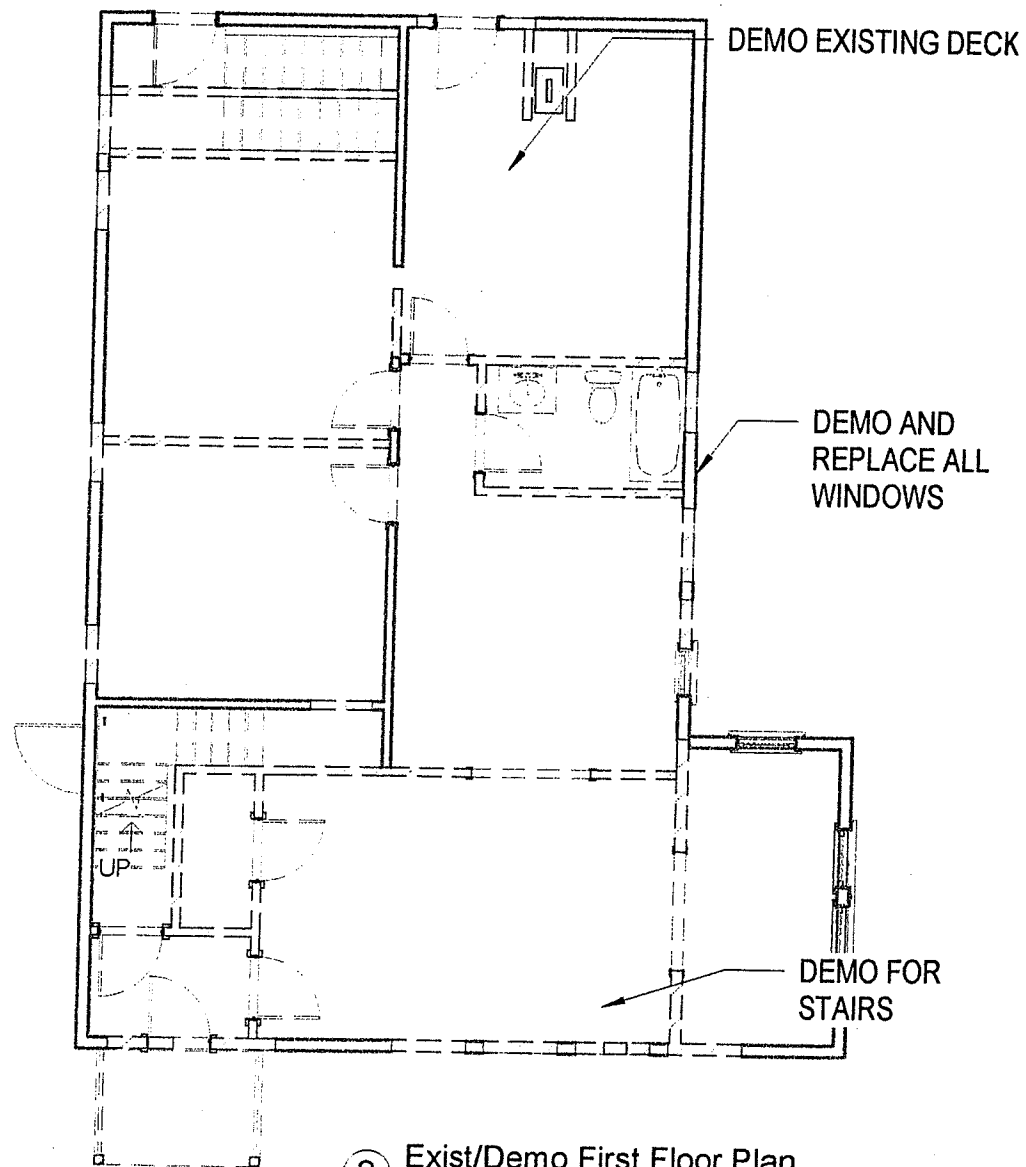 DEMO EXISTING DECK
DEMO AND
REPLACE ALL
WINDOWS
UP
DEMO FOR
STAIRS
Exist/Demo First Floor Plan